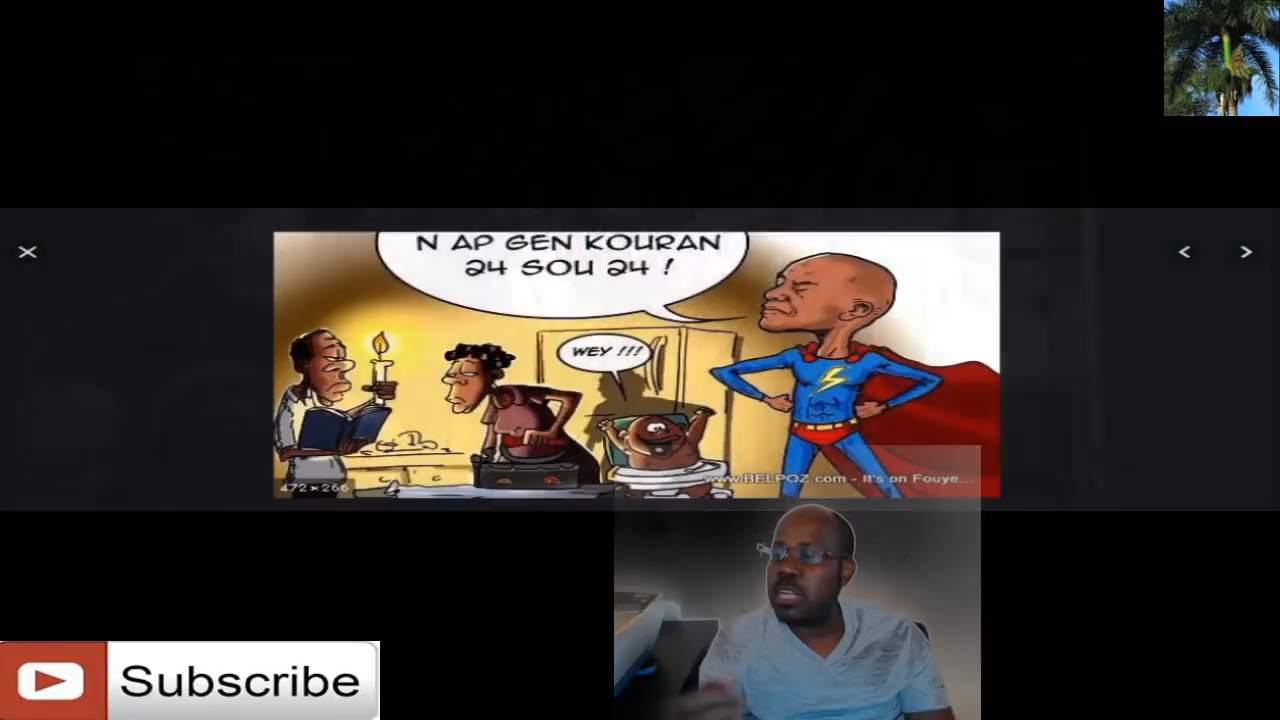 N AP GEN KOURAN
24 SOU 24 !
WEY !!!
472×266
www.BELPOZ.com - It's on Fouye...
Subscribe